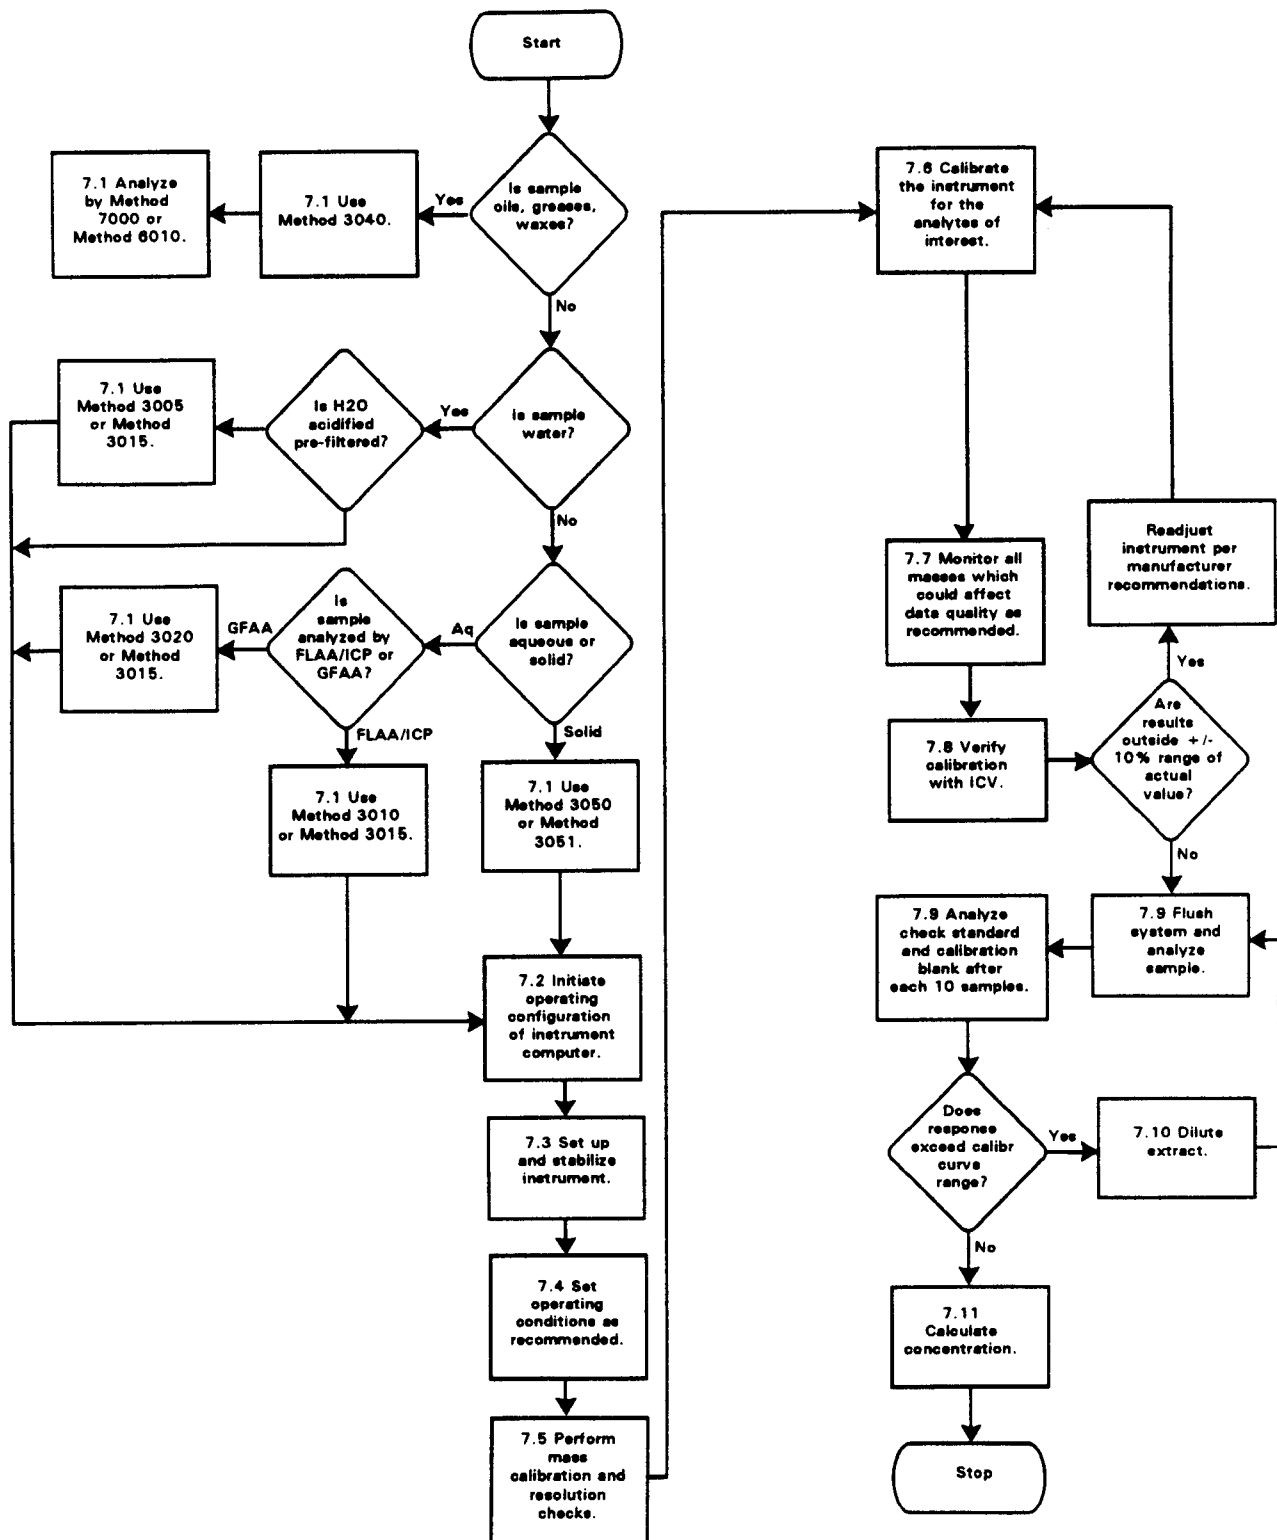 Start
Is sample
oils, greases,
waxes?
Yes
7.1 Use
Method 3040.
7.1 Analyze
by Method
7000 or
Method 6010.
No
Is sample
water?
Yes
Is H2O
acidified
pre-filtered?
7.1 Use
Method 3005
or Method
3015.
No
Is sample
aqueous or
solid?
Aq
Is
sample
analyzed by
FLAA/ICP or
GFAA?
GFAA
7.1 Use
Method 3020
or Method
3015.
FLAA/ICP
7.1 Use
Method 3010
or Method 3015.
Solid
7.1 Use
Method 3050
or Method
3051.
7.2 Initiate
operating
configuration
of instrument
computer.
7.3 Set up
and stabilize
instrument.
7.4 Set
operating
conditions as
recommended.
7.5 Perform
mass
calibration and
resolution
checks.
7.6 Calibrate
the instrument
for the
analytes of
interest.
7.7 Monitor all
masses which
could affect
data quality as
recommended.
7.8 Verify
calibration
with ICV.
Are
results
outside +/-
10% range of
actual
value?
Yes
Readjust
instrument per
manufacturer
recommendations.
No
7.9 Flush
system and
analyze
sample.
7.9 Analyze
check standard
and calibration
blank after
each 10 samples.
Does
response
exceed calibr
curve
range?
Yes
7.10 Dilute
extract.
No
7.11
Calculate
concentration.
Stop